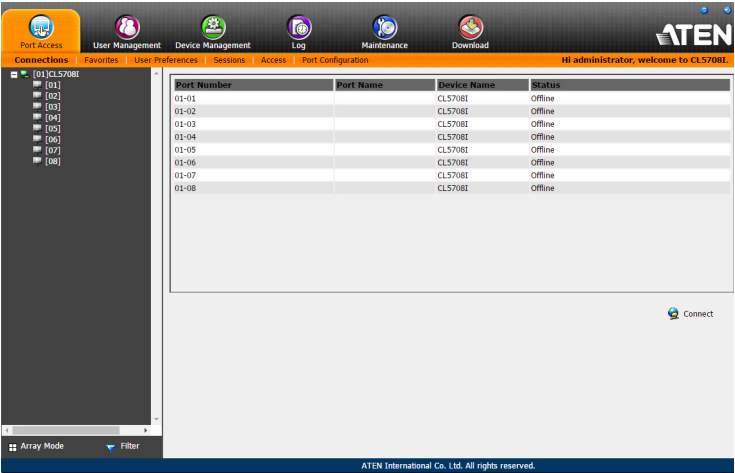 ATEN
Port Access User Management Device Management Log Maintenance Download
Connections Favorites User Preferences Sessions Access Port Configuration Hi administrator, welcome to CL5708I.
[01]CL5708I
[01]
[02]
[03]
[04]
[05]
[06]
[07]
[08]
Port Number Port Name Device Name Status
01-01 CL5708I Offline
01-02 CL5708I Offline
01-03 CL5708I Offline
01-04 CL5708I Offline
01-05 CL5708I Offline
01-06 CL5708I Offline
01-07 CL5708I Offline
01-08 CL5708I Offline
Connect
Array Mode Filter
ATEN International Co. Ltd. All rights reserved.